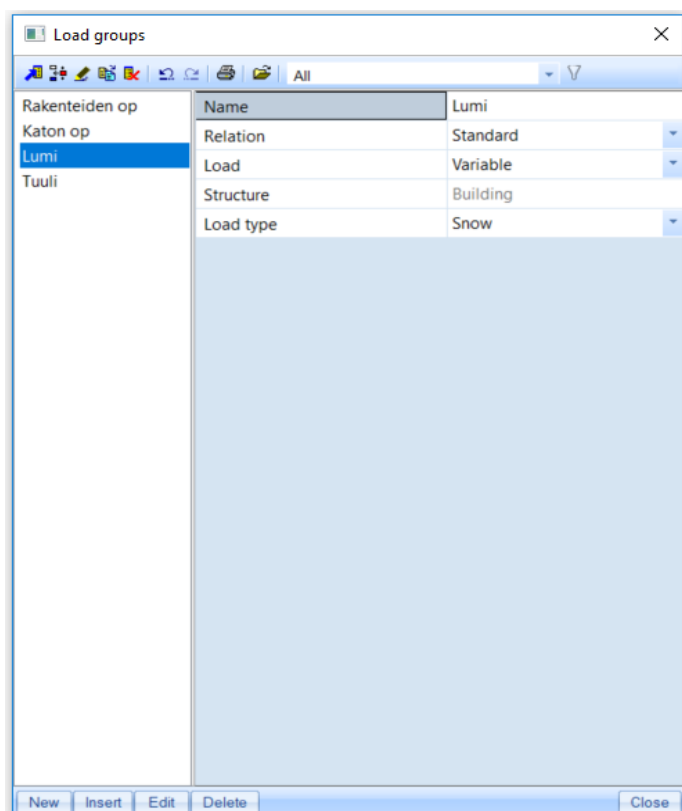 Load groups
All
Rakenteiden op
Katon op
Lumi
Tuuli
Name Lumi
Relation Standard
Load Variable
Structure Building
Load type Snow
New Insert Edit Delete Close